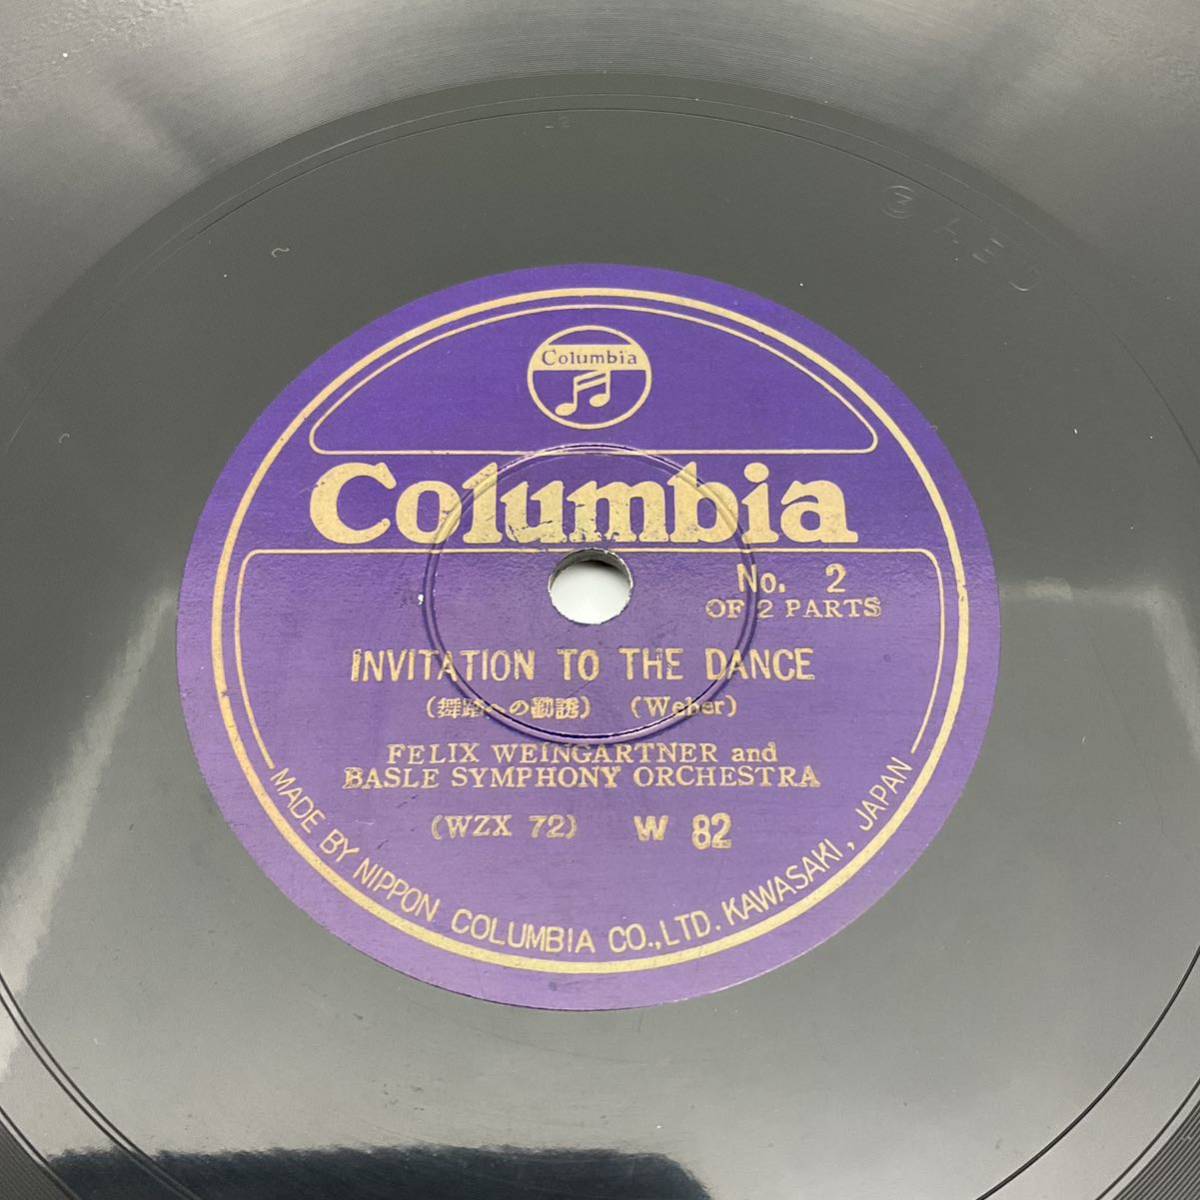 Columbia
Columbia
No. 2
OF 2 PARTS
INVITATION TO THE DANCE
(舞踏への勸誘) (Weber)
FELIX WEINGARTNER and
BASLE SYMPHONY ORCHESTRA
(WZX 72) W 82
MADE BY NIPPON COLUMBIA CO., LTD. KAWASAKI, JAPAN